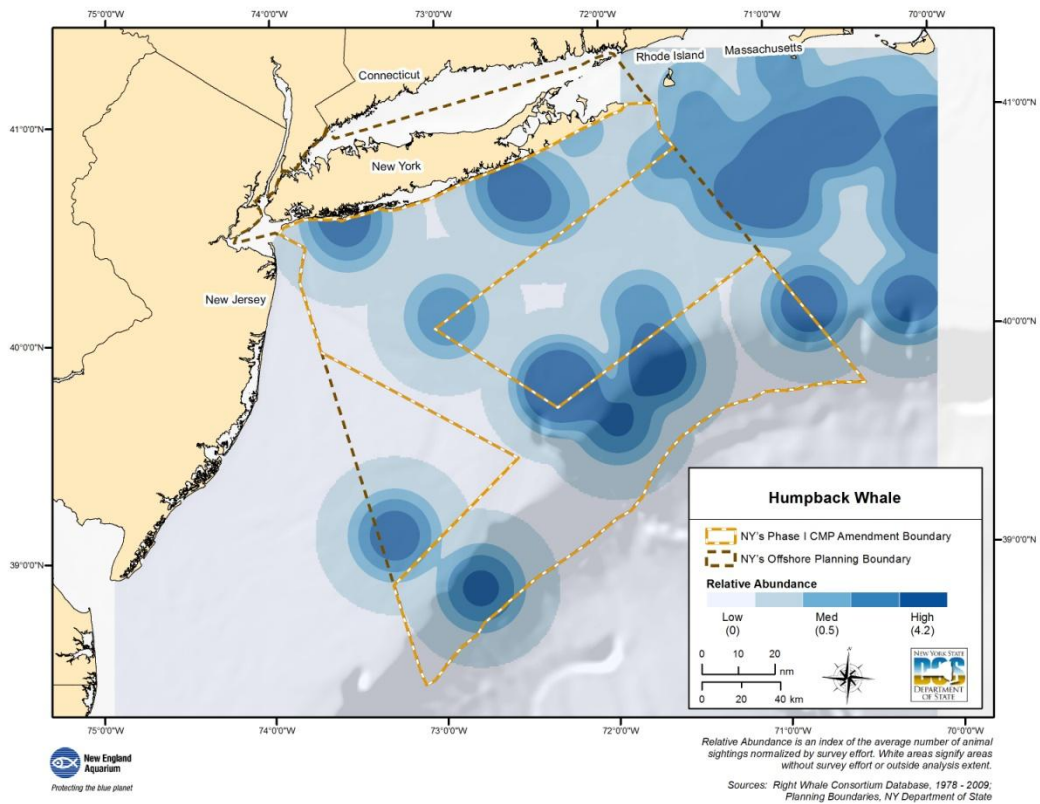 75°0'0"W 74°0'0"W 73°0'0"W 72°0'0"W 71°0'0"W 70°0'0"W
Rhode Island
Massachusetts
Connecticut
41°0'0"N
41°0'0"N
New York
New Jersey
40°0'0"N
40°0'0"N
39°0'0"N
39°0'0"N
Humpback Whale
NY's Phase I CMP Amendment Boundary
NY's Offshore Planning Boundary
Relative Abundance
Low Med High
(0) (0.5) (4.2)
0 10 20
nm
0 20 40
km
N
NEW YORK STATE
DOS
DEPARTMENT
OF STATE
75°0'0"W 74°0'0"W 73°0'0"W 72°0'0"W 71°0'0"W 70°0'0"W
New England
Aquarium
Protecting the blue planet
Relative Abundance is an index of the average number of animal
sightings normalized by survey effort. White areas signify areas
without survey effort or outside analysis extent.
Sources: Right Whale Consortium Database, 1978 - 2009;
Planning Boundaries, NY Department of State